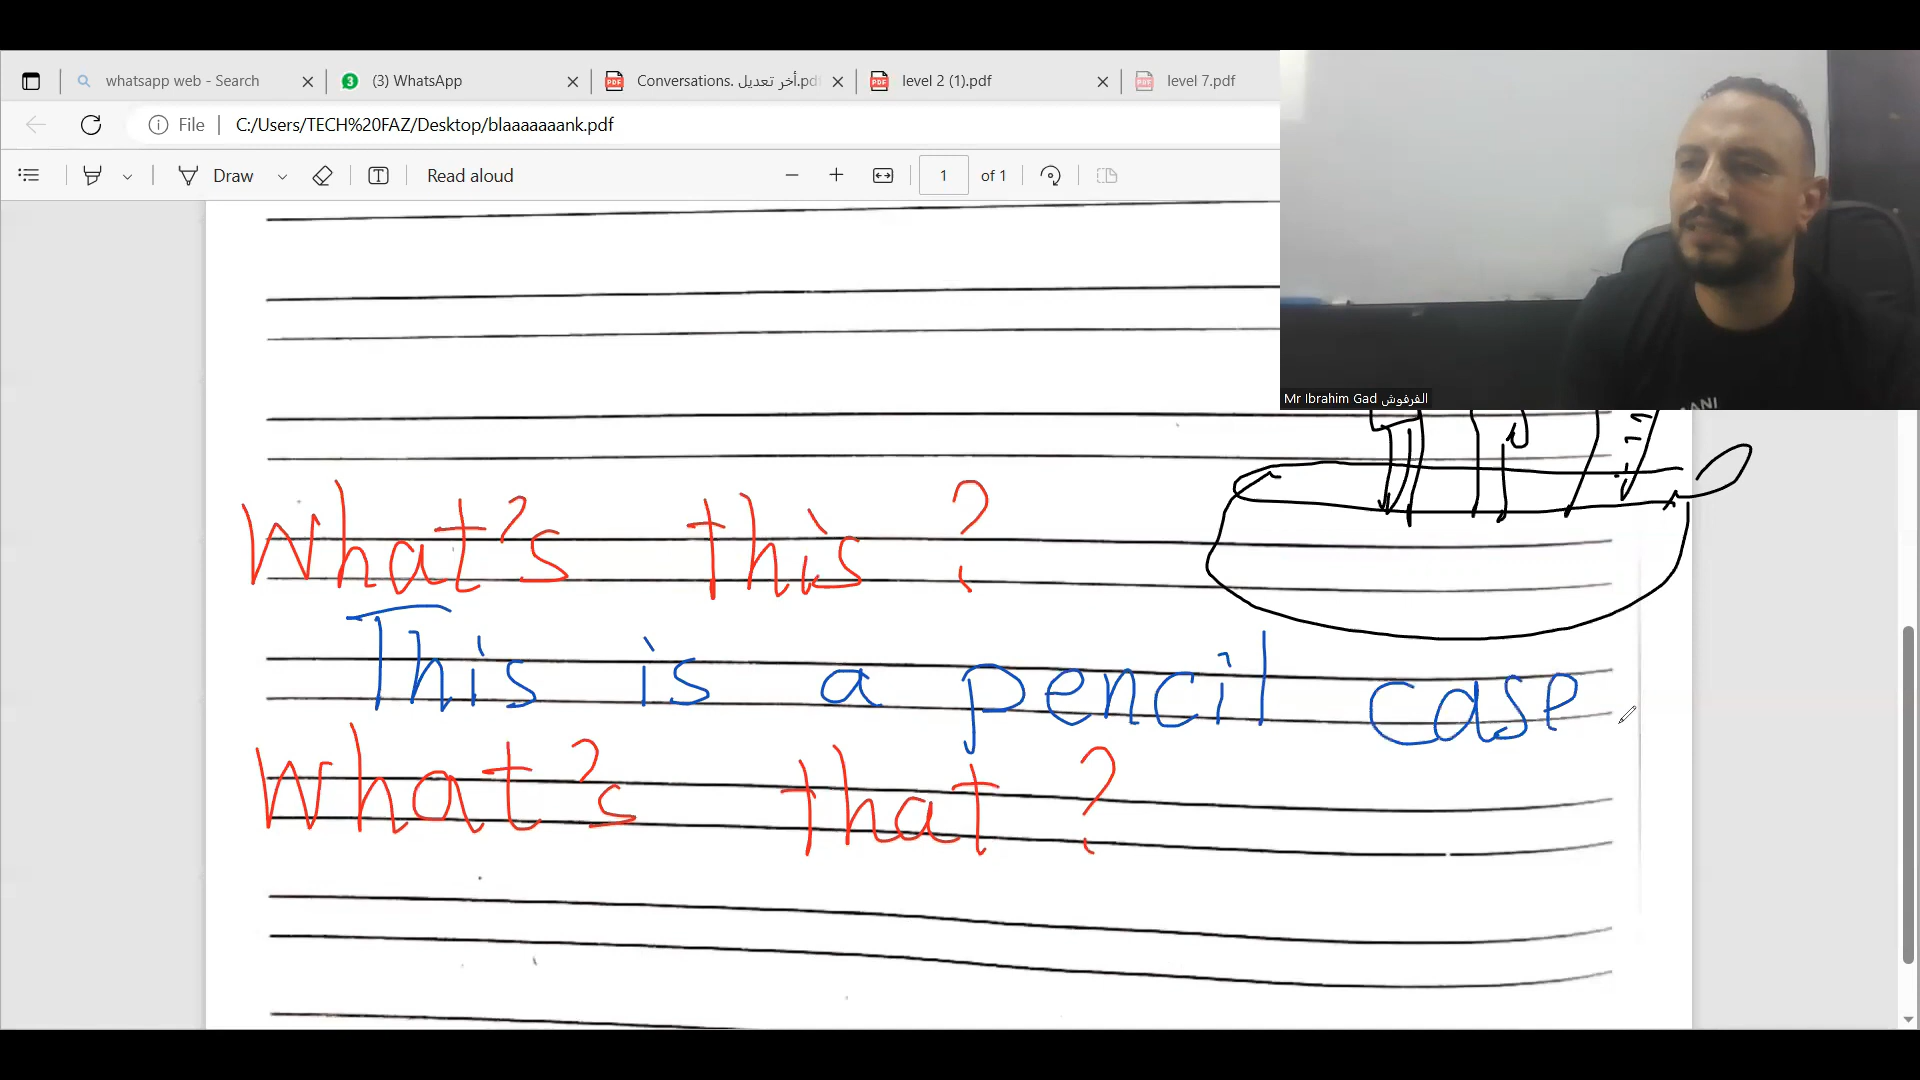 whatsapp web - Search
(3) WhatsApp
Conversations. أخر تعديل.pdf
level 2 (1).pdf
level 7.pdf
File
C:/Users/TECH%20FAZ/Desktop/blaaaaaaank.pdf
Draw
Read aloud
1 of 1
Mr Ibrahim Gad الفرفوش
What's this ?
This is a pencil case
What's that ?